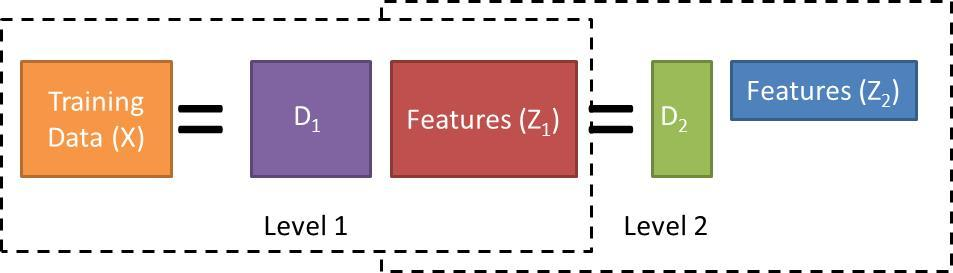 Training
Data (X)
=
D₁
Features (Z₁)
=
D₂
Features (Z₂)
Level 1
Level 2